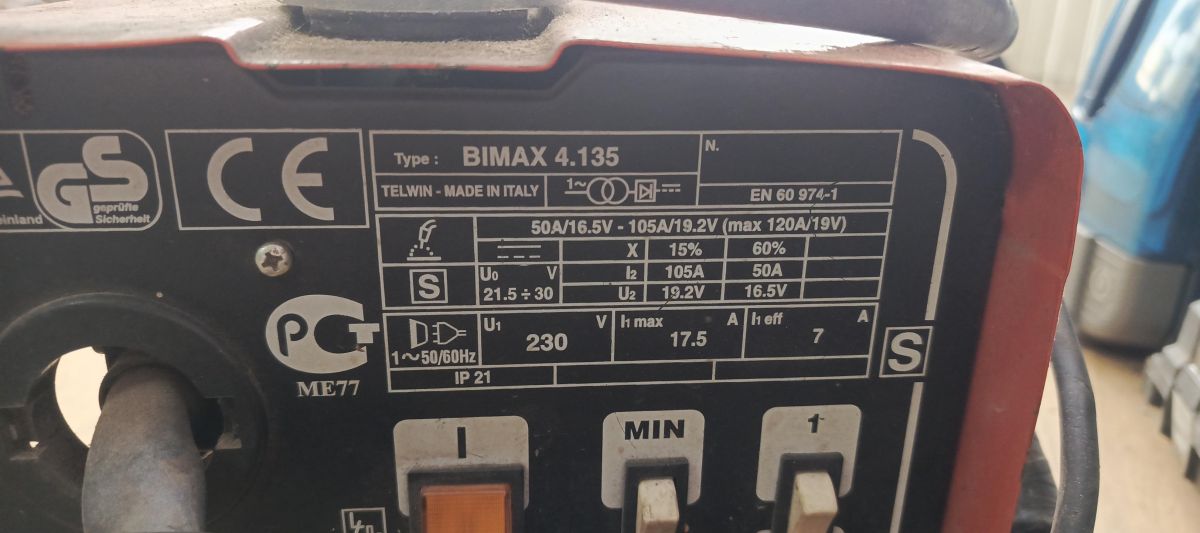 Type : BIMAX 4.135
N.
TELWIN - MADE IN ITALY
1~
EN 60 974-1
GS
geprüfte
Sicherheit
einland
CE
50A/16.5V - 105A/19.2V (max 120A/19V)
X 15% 60%
S
U₀ V
21.5 ÷ 30
I₂ 105A 50A
U₂ 19.2V 16.5V
PCT
ME77
1~50/60Hz
U₁ 230 V
I₁ max 17.5 A
I₁ eff 7 A
IP 21
S
I
MIN
1